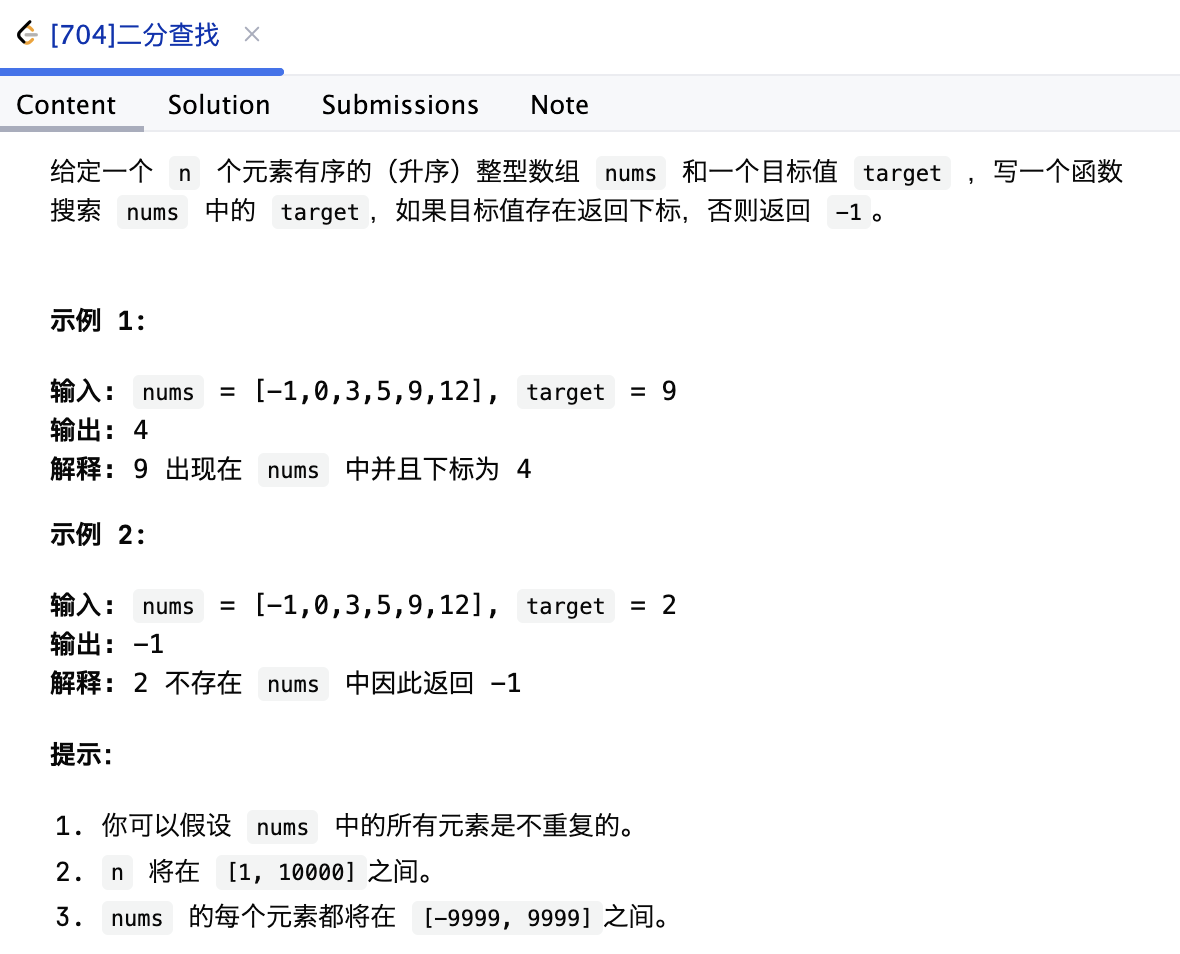 [704]二分查找
Content Solution Submissions Note
给定一个 n 个元素有序的（升序）整型数组 nums 和一个目标值 target ，写一个函数
搜索 nums 中的 target，如果目标值存在返回下标，否则返回 -1。
示例 1:
输入: nums = [-1,0,3,5,9,12], target = 9
输出: 4
解释: 9 出现在 nums 中并且下标为 4
示例 2:
输入: nums = [-1,0,3,5,9,12], target = 2
输出: -1
解释: 2 不存在 nums 中因此返回 -1
提示:
1. 你可以假设 nums 中的所有元素是不重复的。
2. n 将在 [1, 10000]之间。
3. nums 的每个元素都将在 [-9999, 9999]之间。